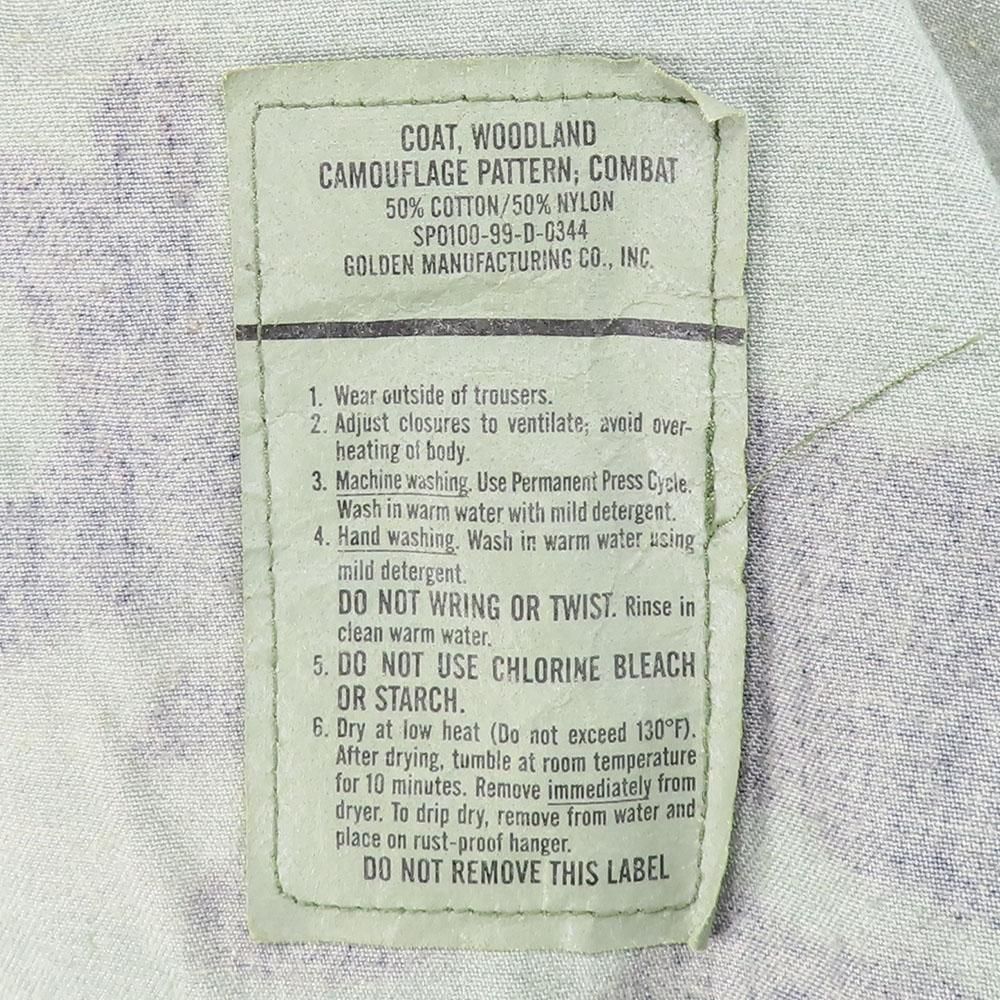 COAT, WOODLAND
CAMOUFLAGE PATTERN; COMBAT
50% COTTON/50% NYLON
SPO100-99-D-0344
GOLDEN MANUFACTURING CO., INC.
1. Wear outside of trousers.
2. Adjust closures to ventilate; avoid over-
heating of body.
3. Machine washing. Use Permanent Press Cycle.
Wash in warm water with mild detergent.
4. Hand washing. Wash in warm water using
mild detergent.
DO NOT WRING OR TWIST. Rinse in
clean warm water.
5. DO NOT USE CHLORINE BLEACH
OR STARCH.
6. Dry at low heat (Do not exceed 130°F).
After drying, tumble at room temperature
for 10 minutes. Remove immediately from
dryer. To drip dry, remove from water and
place on rust-proof hanger.
DO NOT REMOVE THIS LABEL